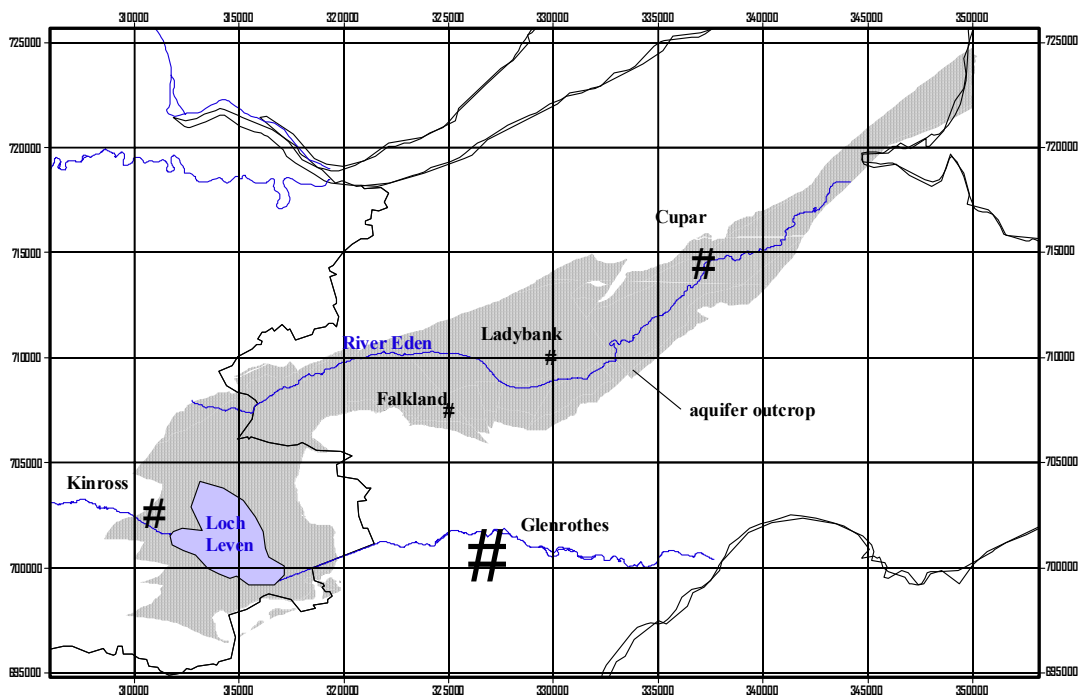 310000 315000 320000 325000 330000 335000 340000 345000 350000
725000 725000
720000 720000
Cupar
#
715000 715000
Ladybank
#
River Eden
710000 710000
Falkland #
aquifer outcrop
705000 705000
Kinross
#
Loch
Leven
Glenrothes
#
700000 700000
695000 695000
310000 315000 320000 325000 330000 335000 340000 345000 350000